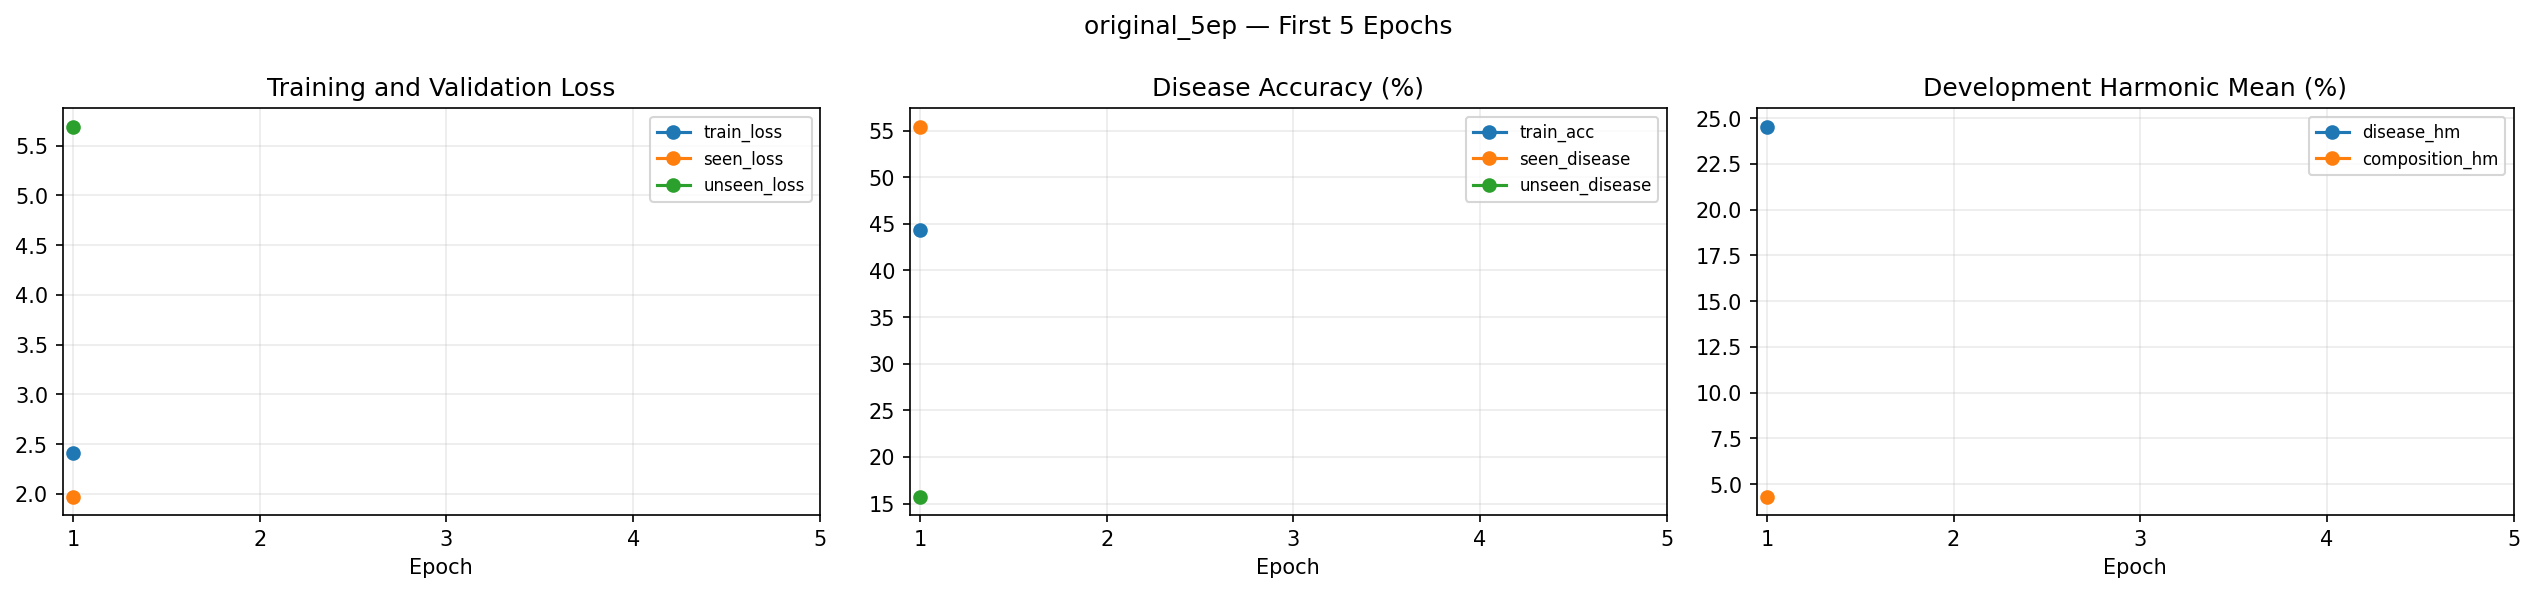 original_5ep — First 5 Epochs
Training and Validation Loss
5.5
5.0
4.5
4.0
3.5
3.0
2.5
2.0
train_loss
seen_loss
unseen_loss
1 2 3 4 5
Epoch
Disease Accuracy (%)
55
50
45
40
35
30
25
20
15
train_acc
seen_disease
unseen_disease
1 2 3 4 5
Epoch
Development Harmonic Mean (%)
25.0
22.5
20.0
17.5
15.0
12.5
10.0
7.5
5.0
disease_hm
composition_hm
1 2 3 4 5
Epoch